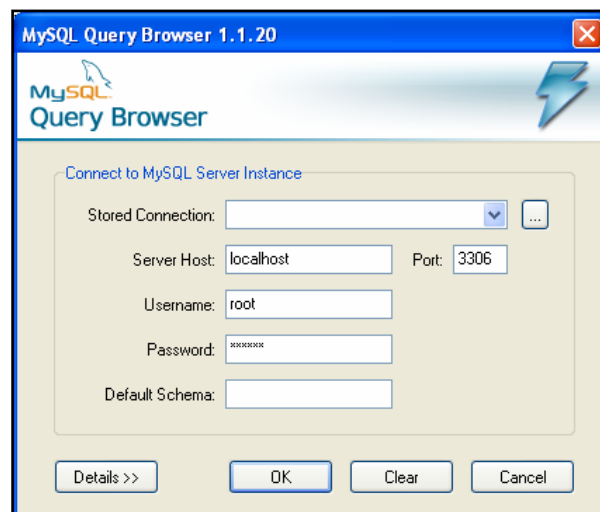 MySQL Query Browser 1.1.20
MySQL
Query Browser
Connect to MySQL Server Instance
Stored Connection: ...
Server Host: localhost Port: 3306
Username: root
Password: ******
Default Schema:
Details >> OK Clear Cancel